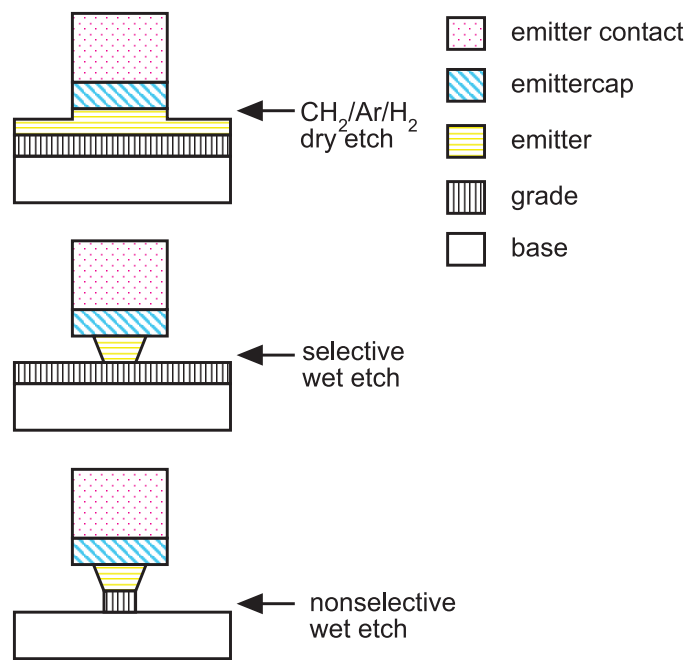 emitter contact
emittercap
CH₂/Ar/H₂
dry etch
emitter
grade
base
selective
wet etch
nonselective
wet etch